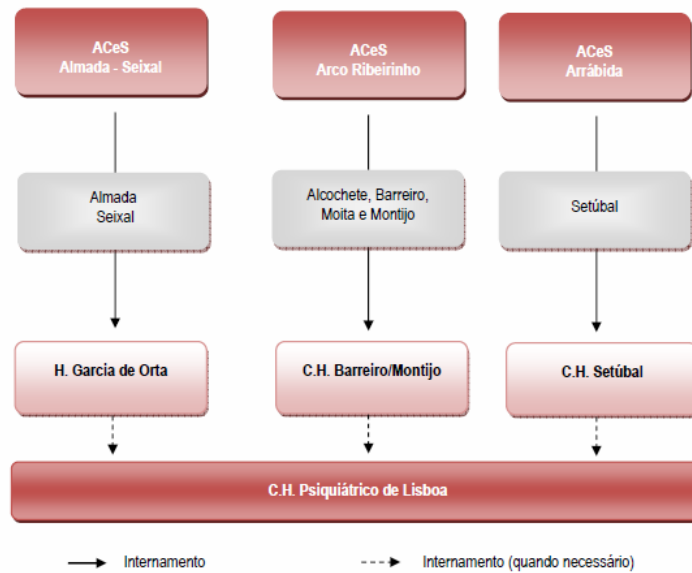 ACeS
Almada - Seixal
ACeS
Arco Ribeirinho
ACeS
Arrábida
Almada
Seixal
Alcochete, Barreiro,
Moita e Montijo
Setúbal
H. Garcia de Orta
C.H. Barreiro/Montijo
C.H. Setúbal
C.H. Psiquiátrico de Lisboa
Internamento
Internamento (quando necessário)